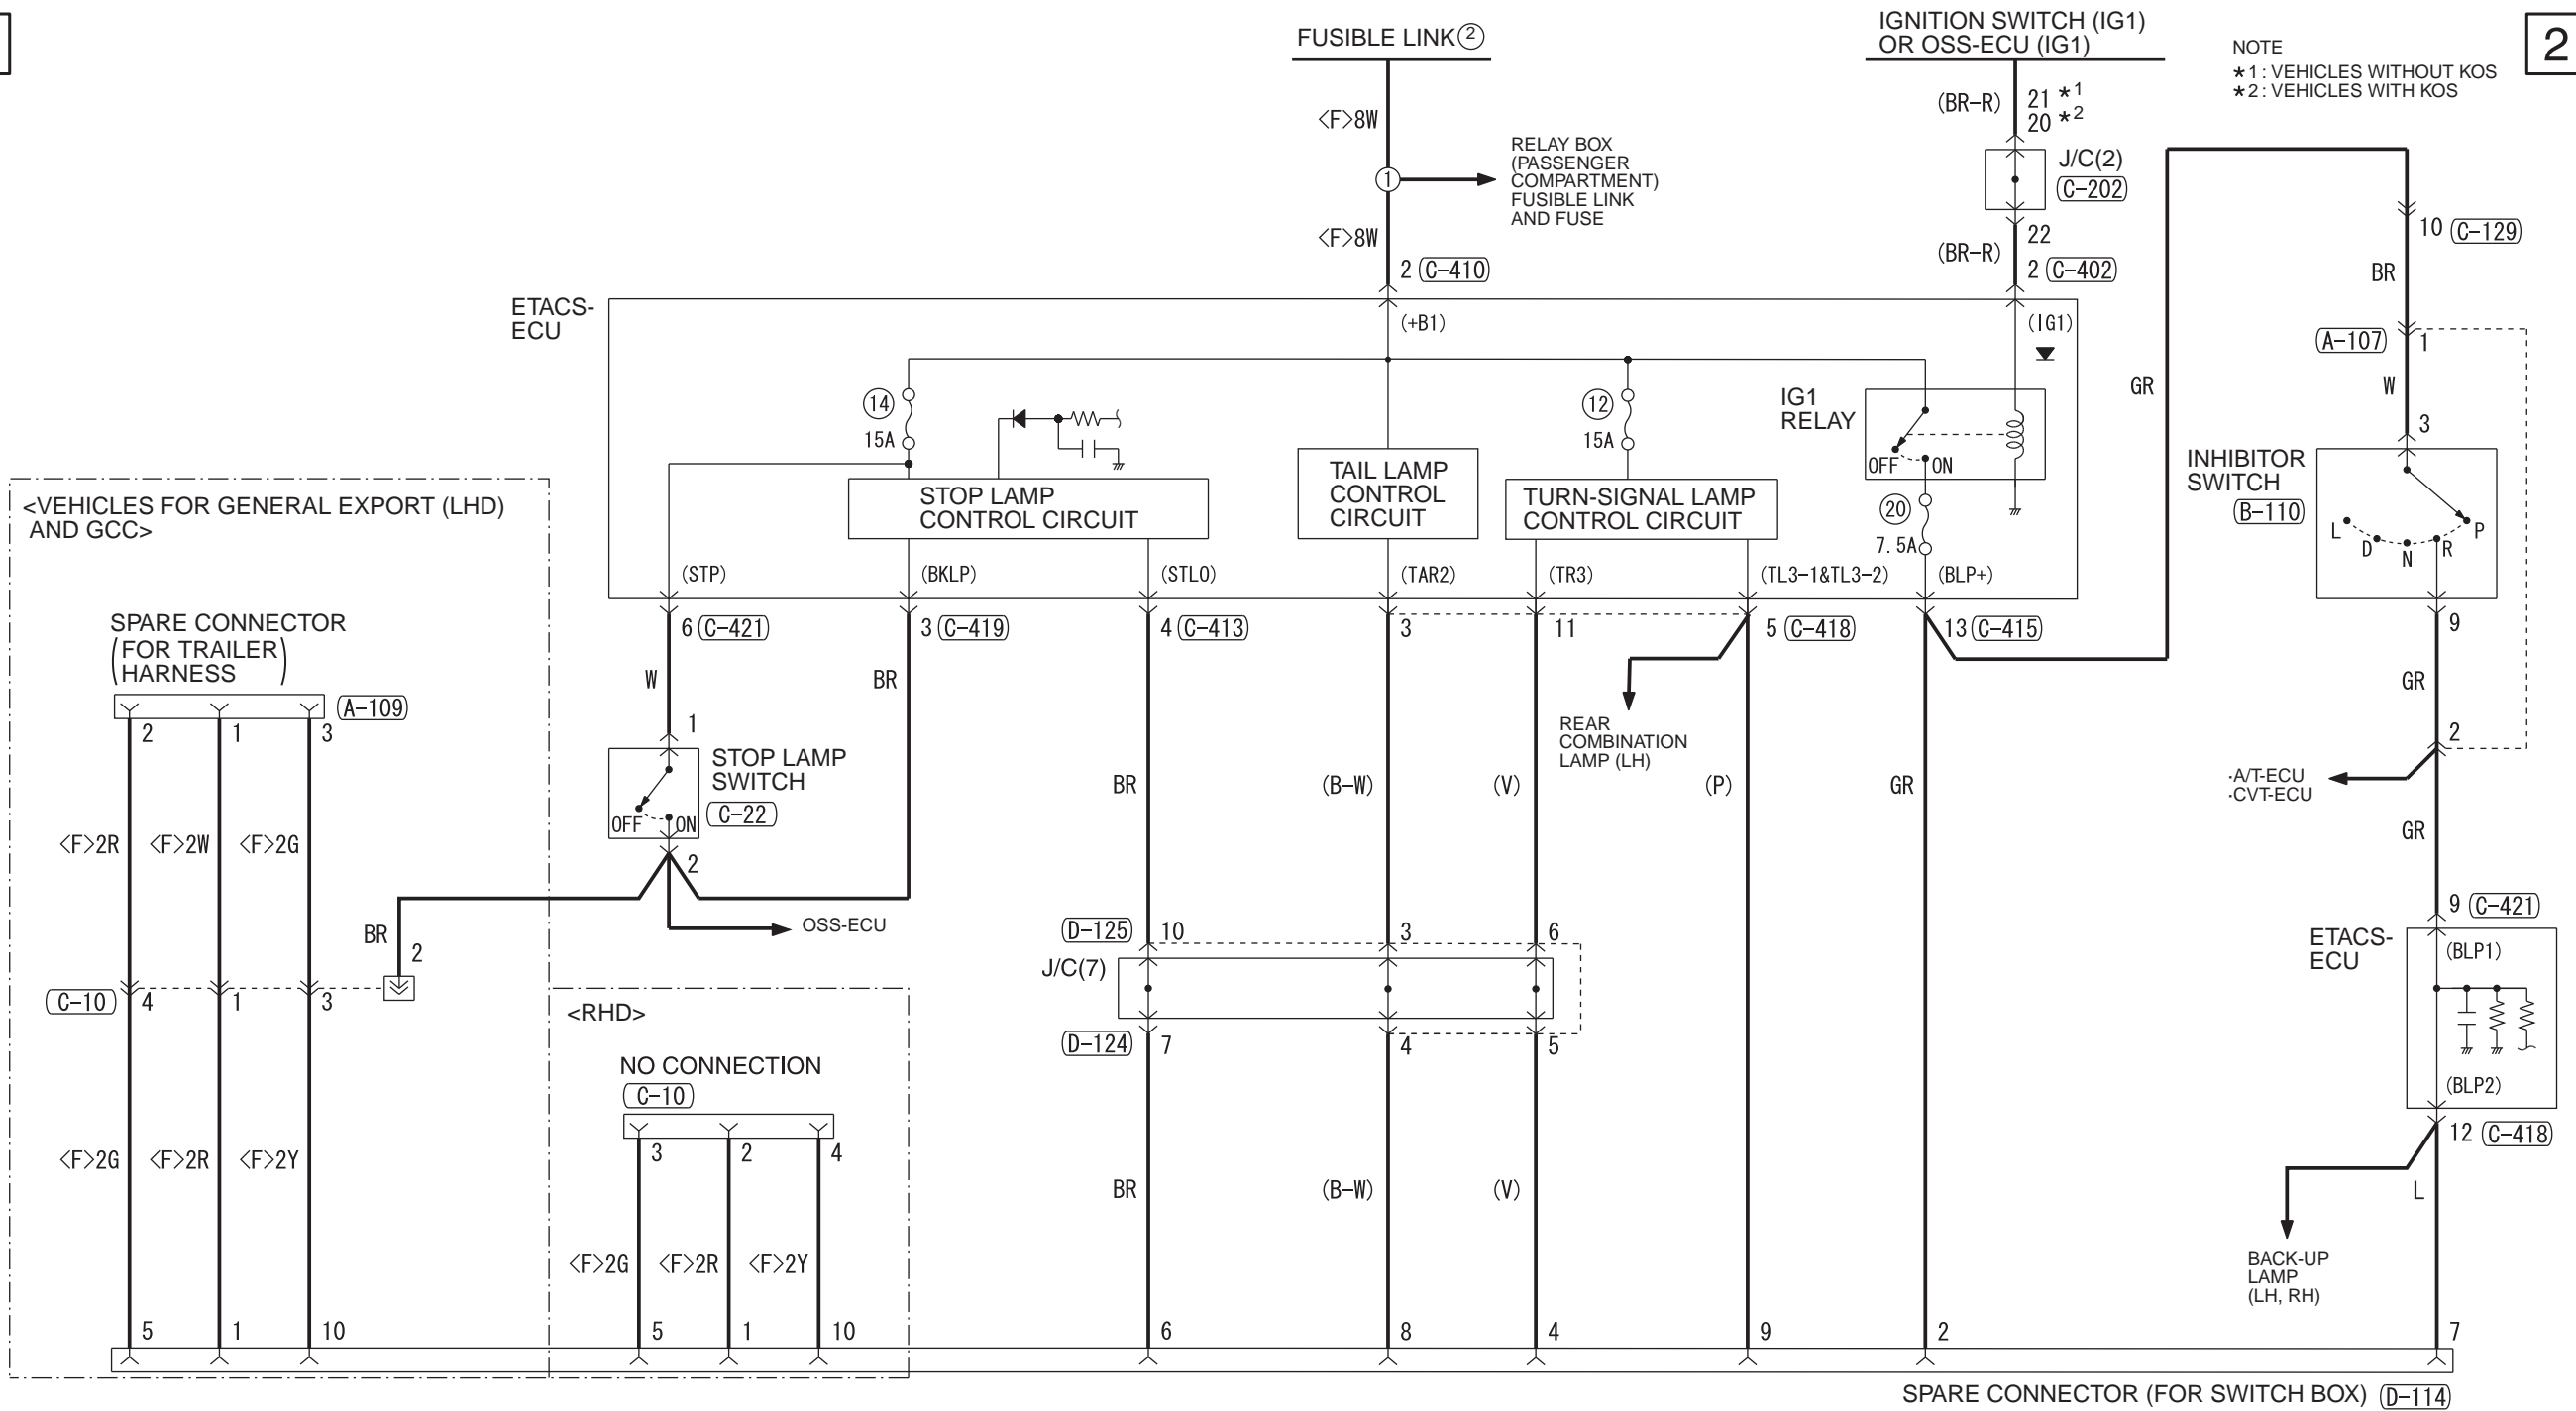 FUSIBLE LINK ②
IGNITION SWITCH (IG1)
OR OSS-ECU (IG1)
NOTE
*1 : VEHICLES WITHOUT KOS
*2 : VEHICLES WITH KOS
2
<F>8W
(BR-R)
21 *1
20 *2
RELAY BOX
(PASSENGER
COMPARTMENT)
FUSIBLE LINK
AND FUSE
1
J/C(2)
C-202
<F>8W
22
(BR-R)
2 C-410
2 C-402
10 C-129
BR
ETACS-
ECU
(+B1)
(IG1)
A-107
1
GR
W
14
15A
12
15A
IG1
RELAY
OFF
ON
3
INHIBITOR
SWITCH
B-110
L
D
N
R
P
STOP LAMP
CONTROL CIRCUIT
TAIL LAMP
CONTROL
CIRCUIT
TURN-SIGNAL LAMP
CONTROL CIRCUIT
20
7.5A
<VEHICLES FOR GENERAL EXPORT (LHD)
AND GCC>
(STP)
(BKLP)
(STLO)
(TAR2)
(TR3)
(TL3-1&TL3-2)
(BLP+)
6 C-421
3 C-419
4 C-413
3
11
5 C-418
13 C-415
9
SPARE CONNECTOR
(FOR TRAILER
HARNESS)
A-109
2
1
3
W
BR
GR
1
STOP LAMP
SWITCH
C-22
OFF
ON
2
REAR
COMBINATION
LAMP (LH)
2
·A/T-ECU
·CVT-ECU
BR
(B-W)
(V)
(P)
GR
GR
<F>2R
<F>2W
<F>2G
OSS-ECU
BR
2
D-125
10
3
6
9 C-421
J/C(7)
ETACS-
ECU
(BLP1)
C-10
4
1
3
<RHD>
D-124
7
4
5
NO CONNECTION
C-10
(BLP2)
3
2
4
12 C-418
<F>2G
<F>2R
<F>2Y
BR
(B-W)
(V)
L
<F>2G
<F>2R
<F>2Y
BACK-UP
LAMP
(LH, RH)
5
1
10
5
1
10
6
8
4
9
2
7
SPARE CONNECTOR (FOR SWITCH BOX) D-114